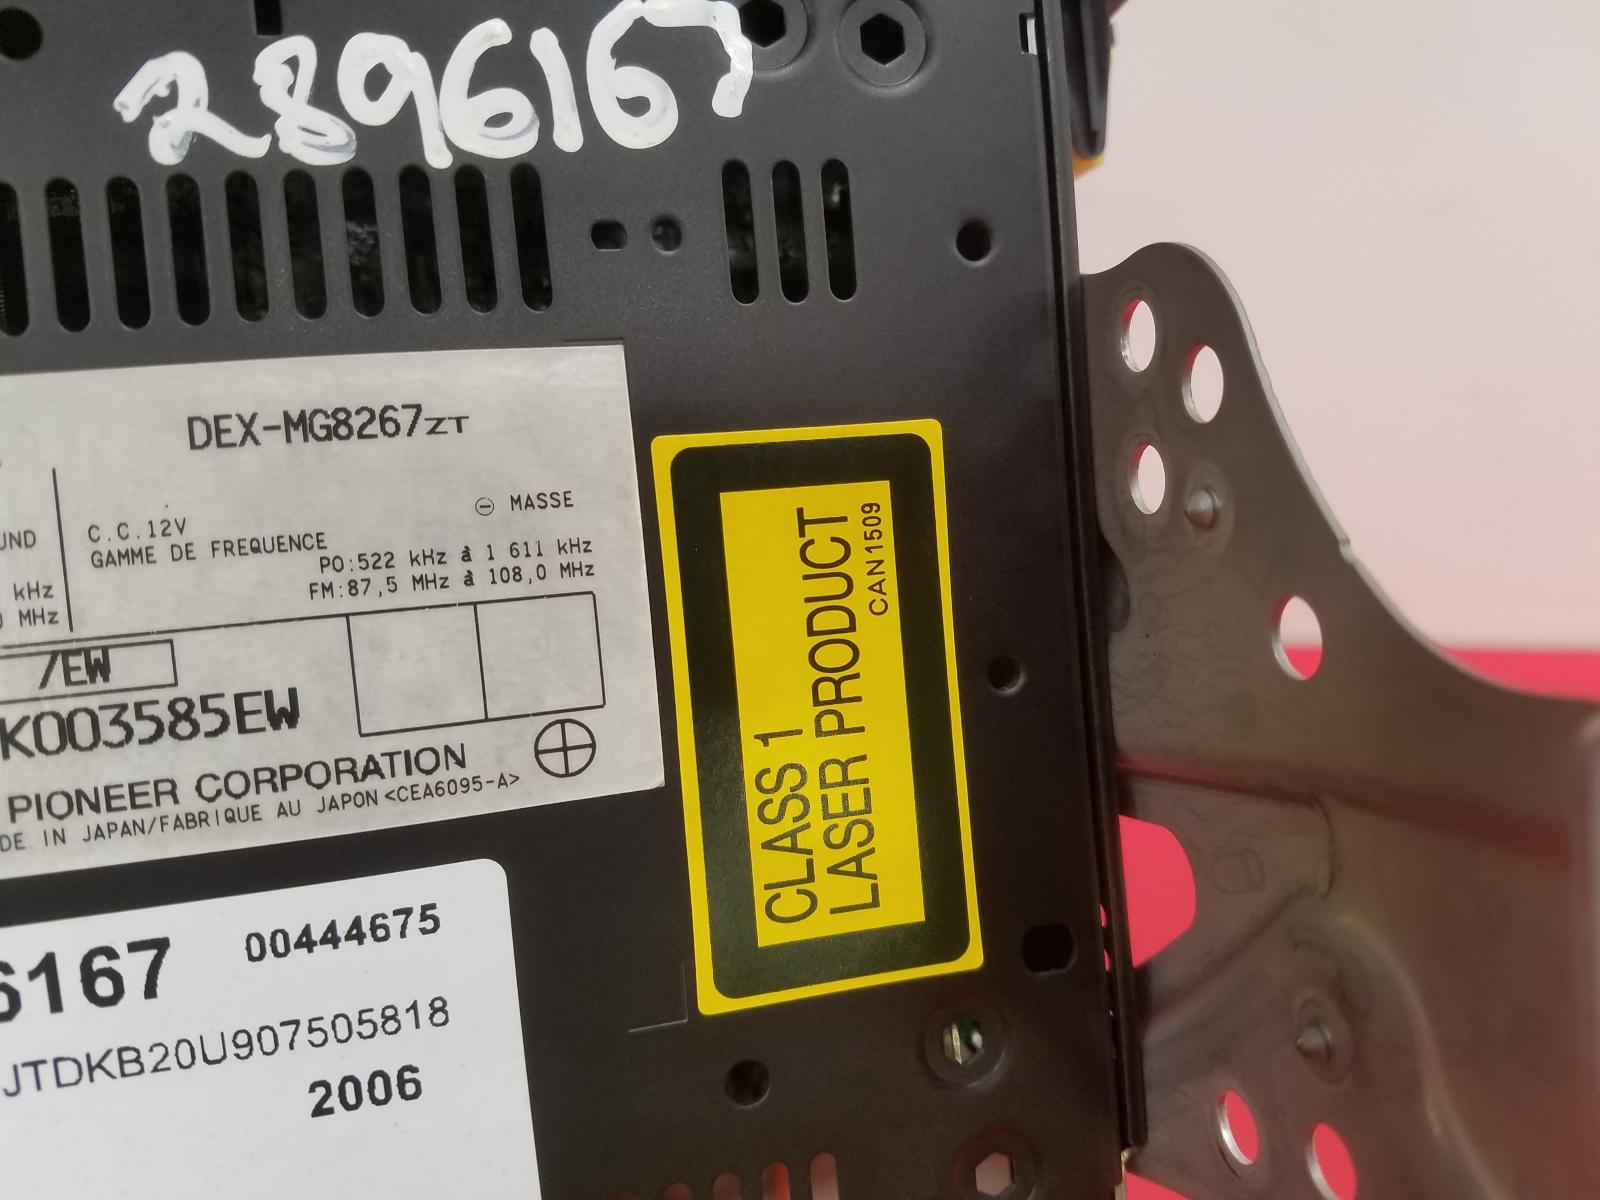 2896167
DEX-MG8267ZT
C.C.12V ⊖ MASSE
GAMME DE FREQUENCE
PO:522 kHz à 1 611 kHz
FM:87,5 MHz à 108,0 MHz
kHz
MHz
/EW
K003585EW
PIONEER CORPORATION
IN JAPAN/FABRIQUE AU JAPON <CEA6095-A>
CLASS 1
LASER PRODUCT
CAN1509
6167 00444675
JTDKB20U907505818
2006